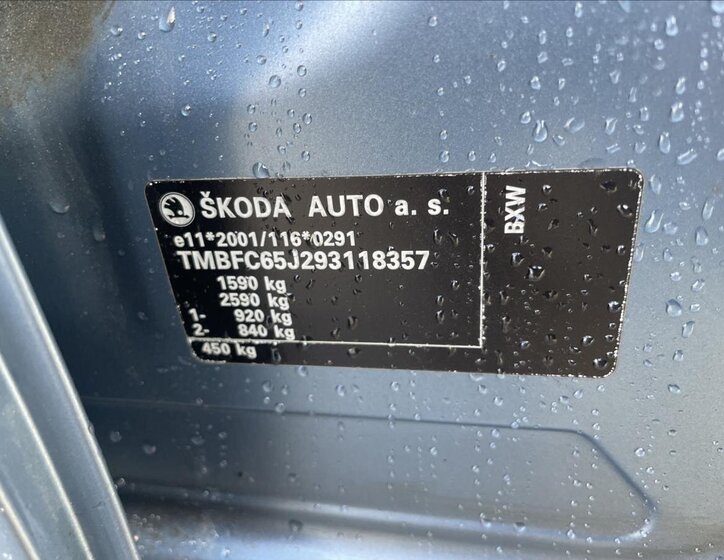 ŠKODA AUTO a. s.
e11*2001/116*0291
TMBFC65J293118357
1590 kg
2590 kg
1- 920 kg
2- 840 kg
450 kg
BXW